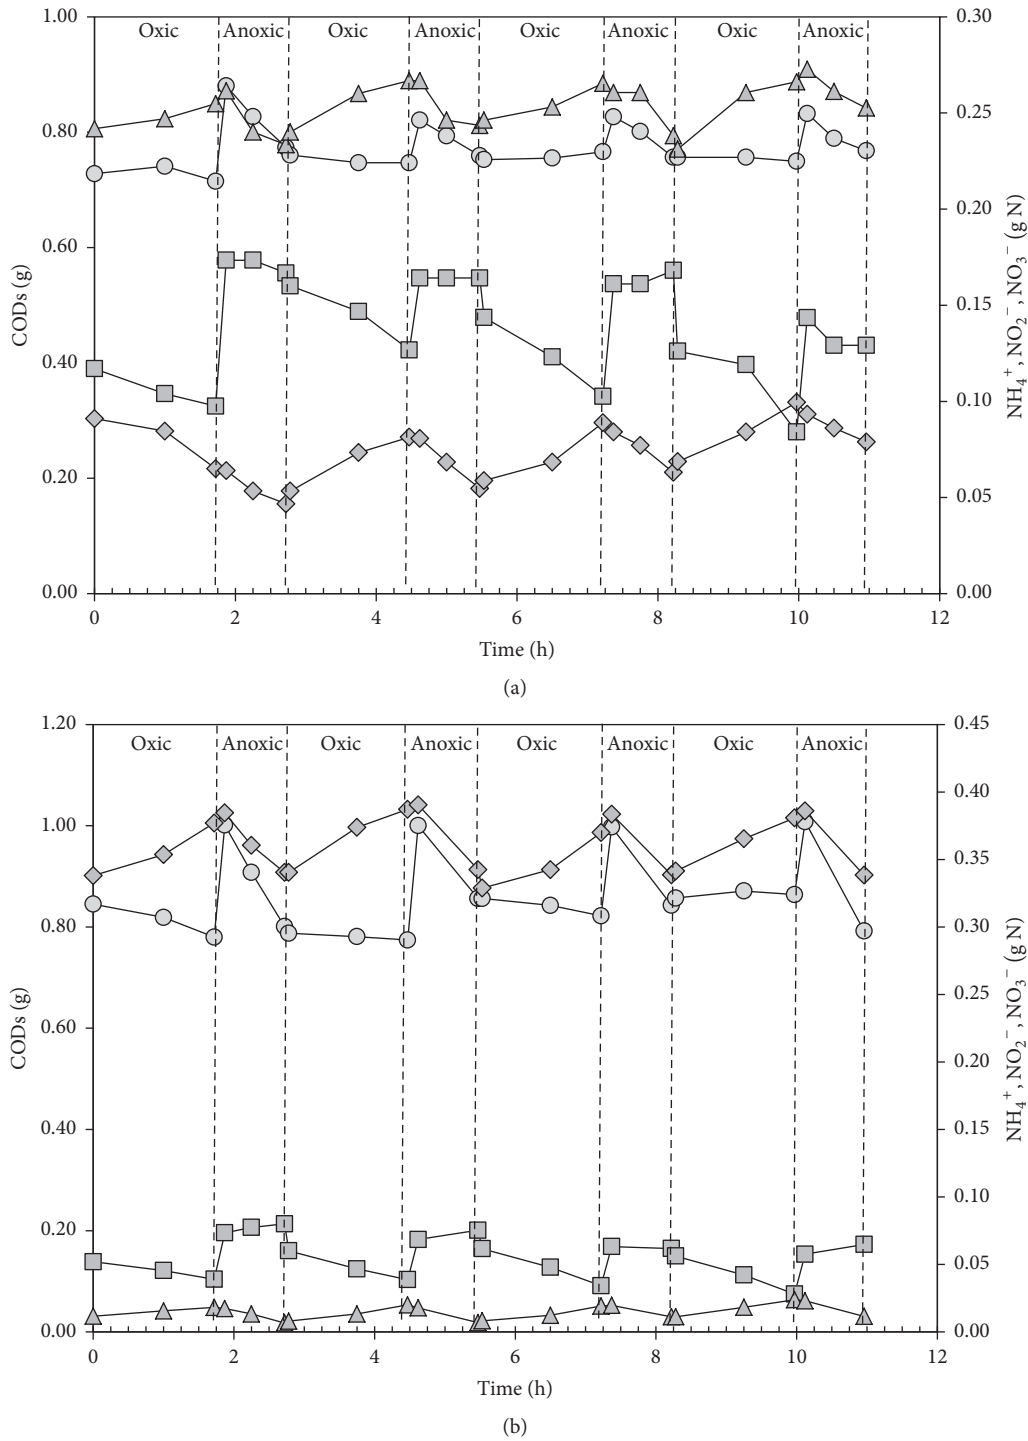 1.00
0.80
0.60
0.40
0.20
0.00
CODs (g)
Oxic Anoxic Oxic Anoxic Oxic Anoxic Oxic Anoxic
0.30
0.25
0.20
0.15
0.10
0.05
0.00
NH₄⁺, NO₂⁻, NO₃⁻ (g N)
0 2 4 6 8 10 12
Time (h)
(a)
1.20
1.00
0.80
0.60
0.40
0.20
0.00
CODs (g)
Oxic Anoxic Oxic Anoxic Oxic Anoxic Oxic Anoxic
0.45
0.40
0.35
0.30
0.25
0.20
0.15
0.10
0.05
0.00
NH₄⁺, NO₂⁻, NO₃⁻ (g N)
0 2 4 6 8 10 12
Time (h)
(b)